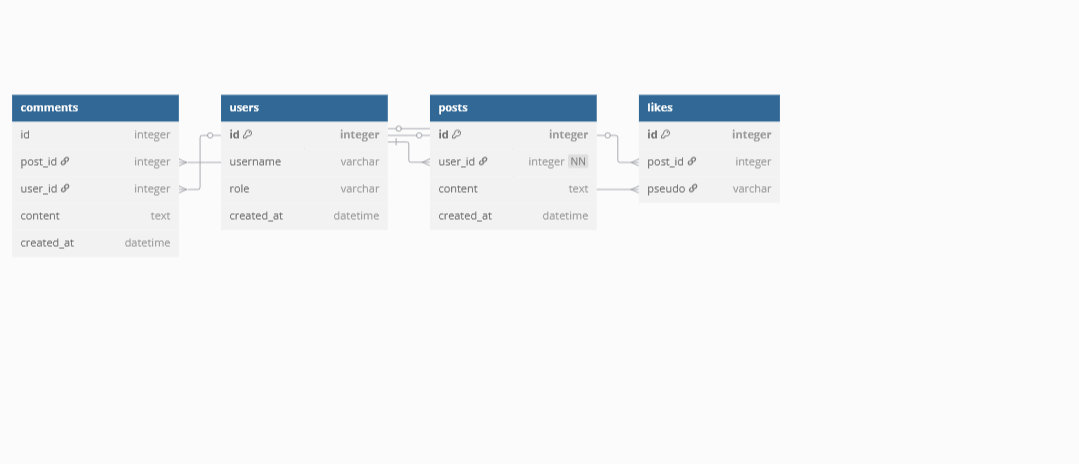 comments
id integer
post_id integer
user_id integer
content text
created_at datetime
users
id integer
username varchar
role varchar
created_at datetime
posts
id integer
user_id integer NN
content text
created_at datetime
likes
id integer
post_id integer
pseudo varchar